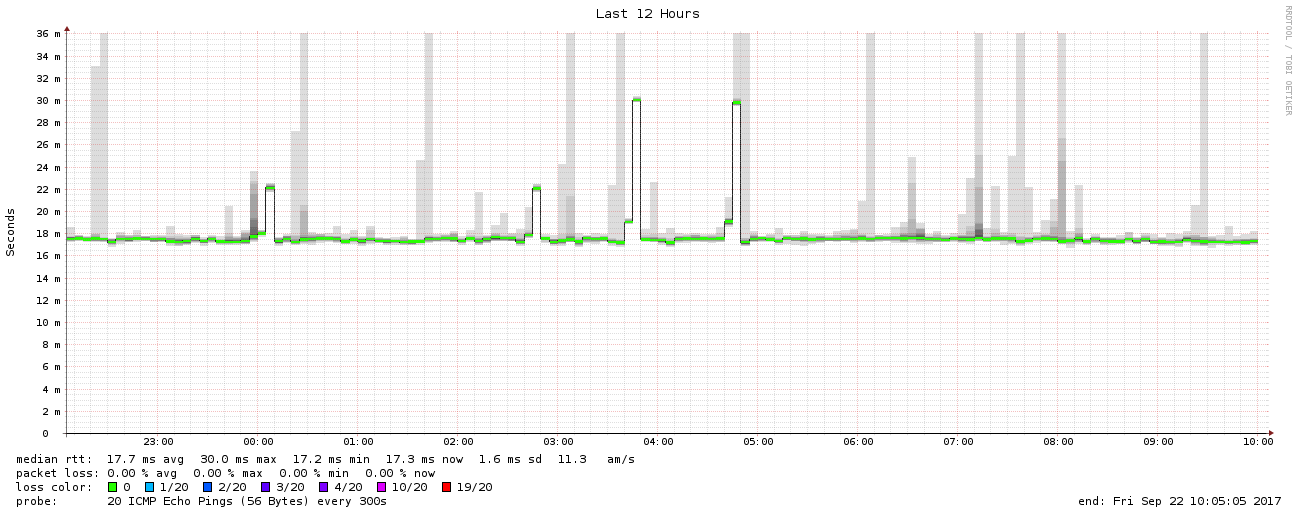 Last 12 Hours
RRDTOOL / TOBI OETIKER
Seconds
36 m
34 m
32 m
30 m
28 m
26 m
24 m
22 m
20 m
18 m
16 m
14 m
12 m
10 m
8 m
6 m
4 m
2 m
0
23:00 00:00 01:00 02:00 03:00 04:00 05:00 06:00 07:00 08:00 09:00 10:00
median rtt: 17.7 ms avg 30.0 ms max 17.2 ms min 17.3 ms now 1.6 ms sd 11.3 am/s
packet loss: 0.00 % avg 0.00 % max 0.00 % min 0.00 % now
loss color: 0 1/20 2/20 3/20 4/20 10/20 19/20
probe: 20 ICMP Echo Pings (56 Bytes) every 300s end: Fri Sep 22 10:05:05 2017